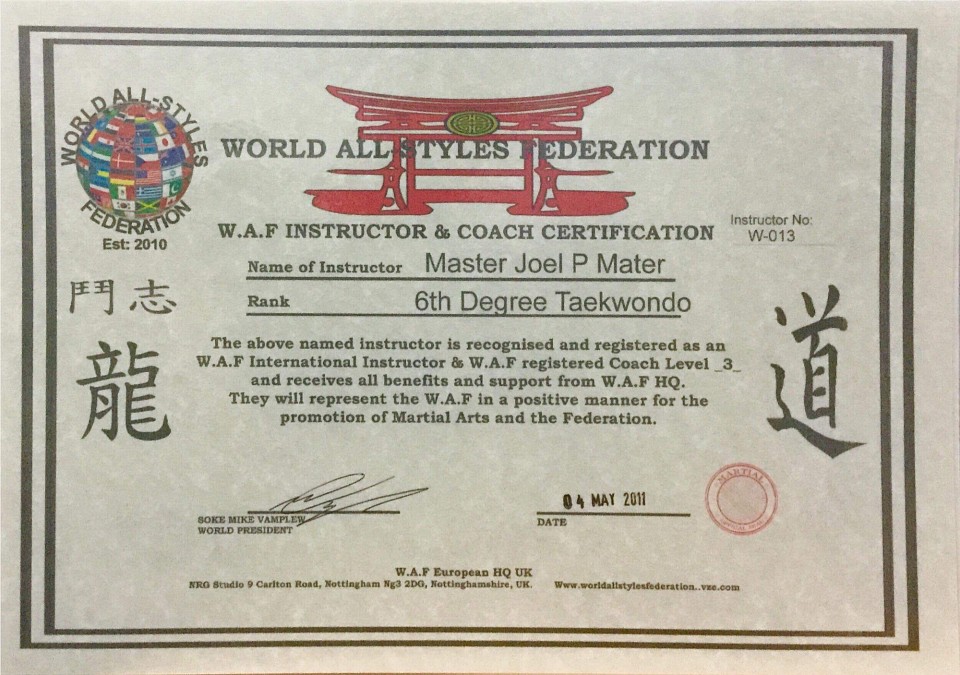 WORLD ALL-STYLES
FEDERATION
Est: 2010
WORLD ALL STYLES FEDERATION
W.A.F INSTRUCTOR & COACH CERTIFICATION
Instructor No:
W-013
Name of Instructor Master Joel P Mater
Rank 6th Degree Taekwondo
鬥志
龍
道
The above named instructor is recognised and registered as an
W.A.F International Instructor & W.A.F registered Coach Level _3_
and receives all benefits and support from W.A.F HQ.
They will represent the W.A.F in a positive manner for the
promotion of Martial Arts and the Federation.
SOKE MIKE VAMPLEW
WORLD PRESIDENT
04 MAY 2011
DATE
MARTIAL
W.A.F European HQ UK
NRG Studio 9 Carlton Road, Nottingham Ng3 2DG, Nottinghamshire, UK. Www.worldallstylesfederation..vze.com